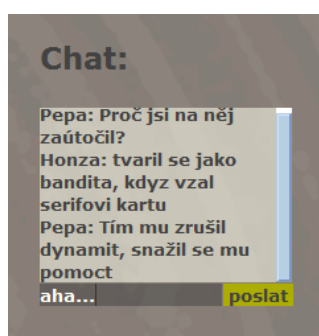 Chat:
Pepa: Proč jsi na něj
zaútočil?
Honza: tvaril se jako
bandita, kdyz vzal
serifovi kartu
Pepa: Tím mu zrušil
dynamit, snažil se mu
pomoct
aha... poslat